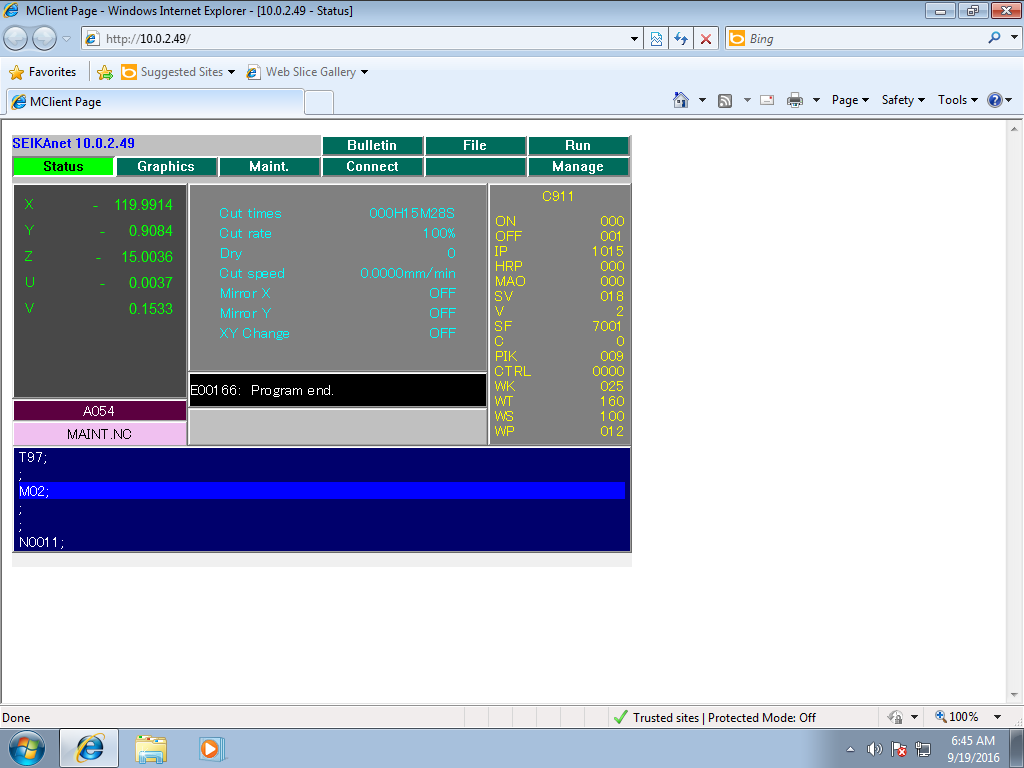 MClient Page - Windows Internet Explorer - [10.0.2.49 - Status]
http://10.0.2.49/
Bing
Favorites Suggested Sites Web Slice Gallery
MClient Page
Page Safety Tools
SEIKAnet 10.0.2.49 Bulletin File Run
Status Graphics Maint. Connect Manage
X - 119.9914
Y - 0.9084
Z - 15.0036
U - 0.0037
V 0.1533
A054
MAINT.NC
Cut times 000H15M28S
Cut rate 100%
Dry 0
Cut speed 0.0000mm/min
Mirror X OFF
Mirror Y OFF
XY Change OFF
E00166: Program end.
C911
ON 000
OFF 001
IP 1015
HRP 000
MAO 000
SV 018
V 2
SF 7001
C 0
PIK 009
CTRL 0000
WK 025
WT 160
WS 100
WP 012
T97;
;
M02;
;
;
N0011;
Done Trusted sites | Protected Mode: Off 100%
6:45 AM
9/19/2016